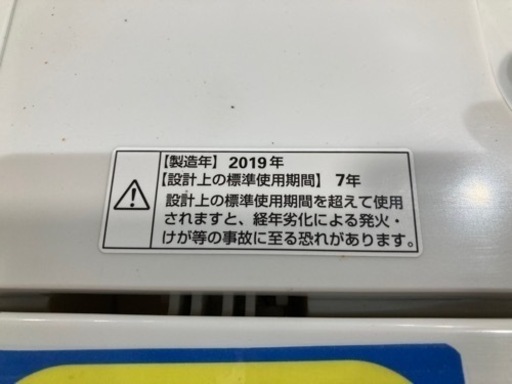 【製造年】 2019年
【設計上の標準使用期間】 7年
設計上の標準使用期間を超えて使用
されますと、経年劣化による発火・
けが等の事故に至る恐れがあります。